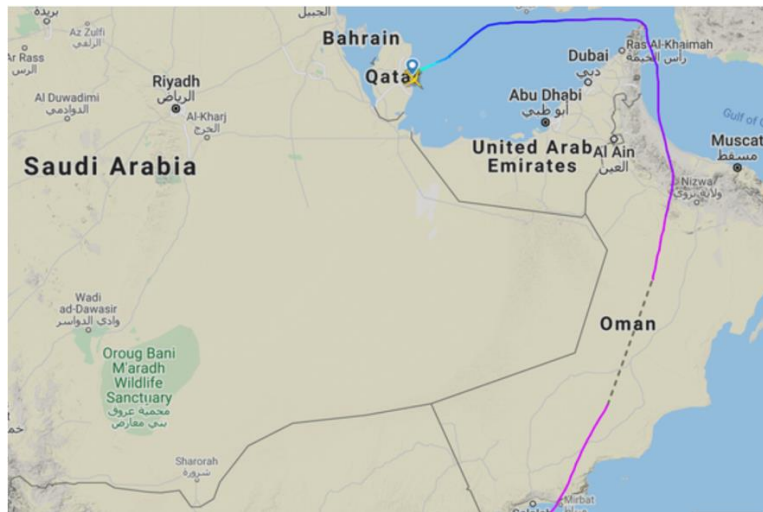 بريدة
Az Zulfi
الزلفي
الجبيل
Bahrain
Ras Al-Khaimah
رأس الخيمة
Ar Rass
الرس
Dubai
دبي
Riyadh
الرياض
Qata
Al Duwadimi
الدوادمي
Abu Dhabi
أبو ظبي
Al-Kharj
الخرج
Gulf of O
Muscat
مسقط
United Arab
Emirates
Al Ain
العين
Saudi Arabia
Nizwa
ولاية نزوى
Wadi
ad-Dawasir
وادي الدواسر
Oman
Oroug Bani
M'aradh
Wildlife
Sanctuary
محمية عروق
بني معارض
Sharorah
شرورة
Mirbat